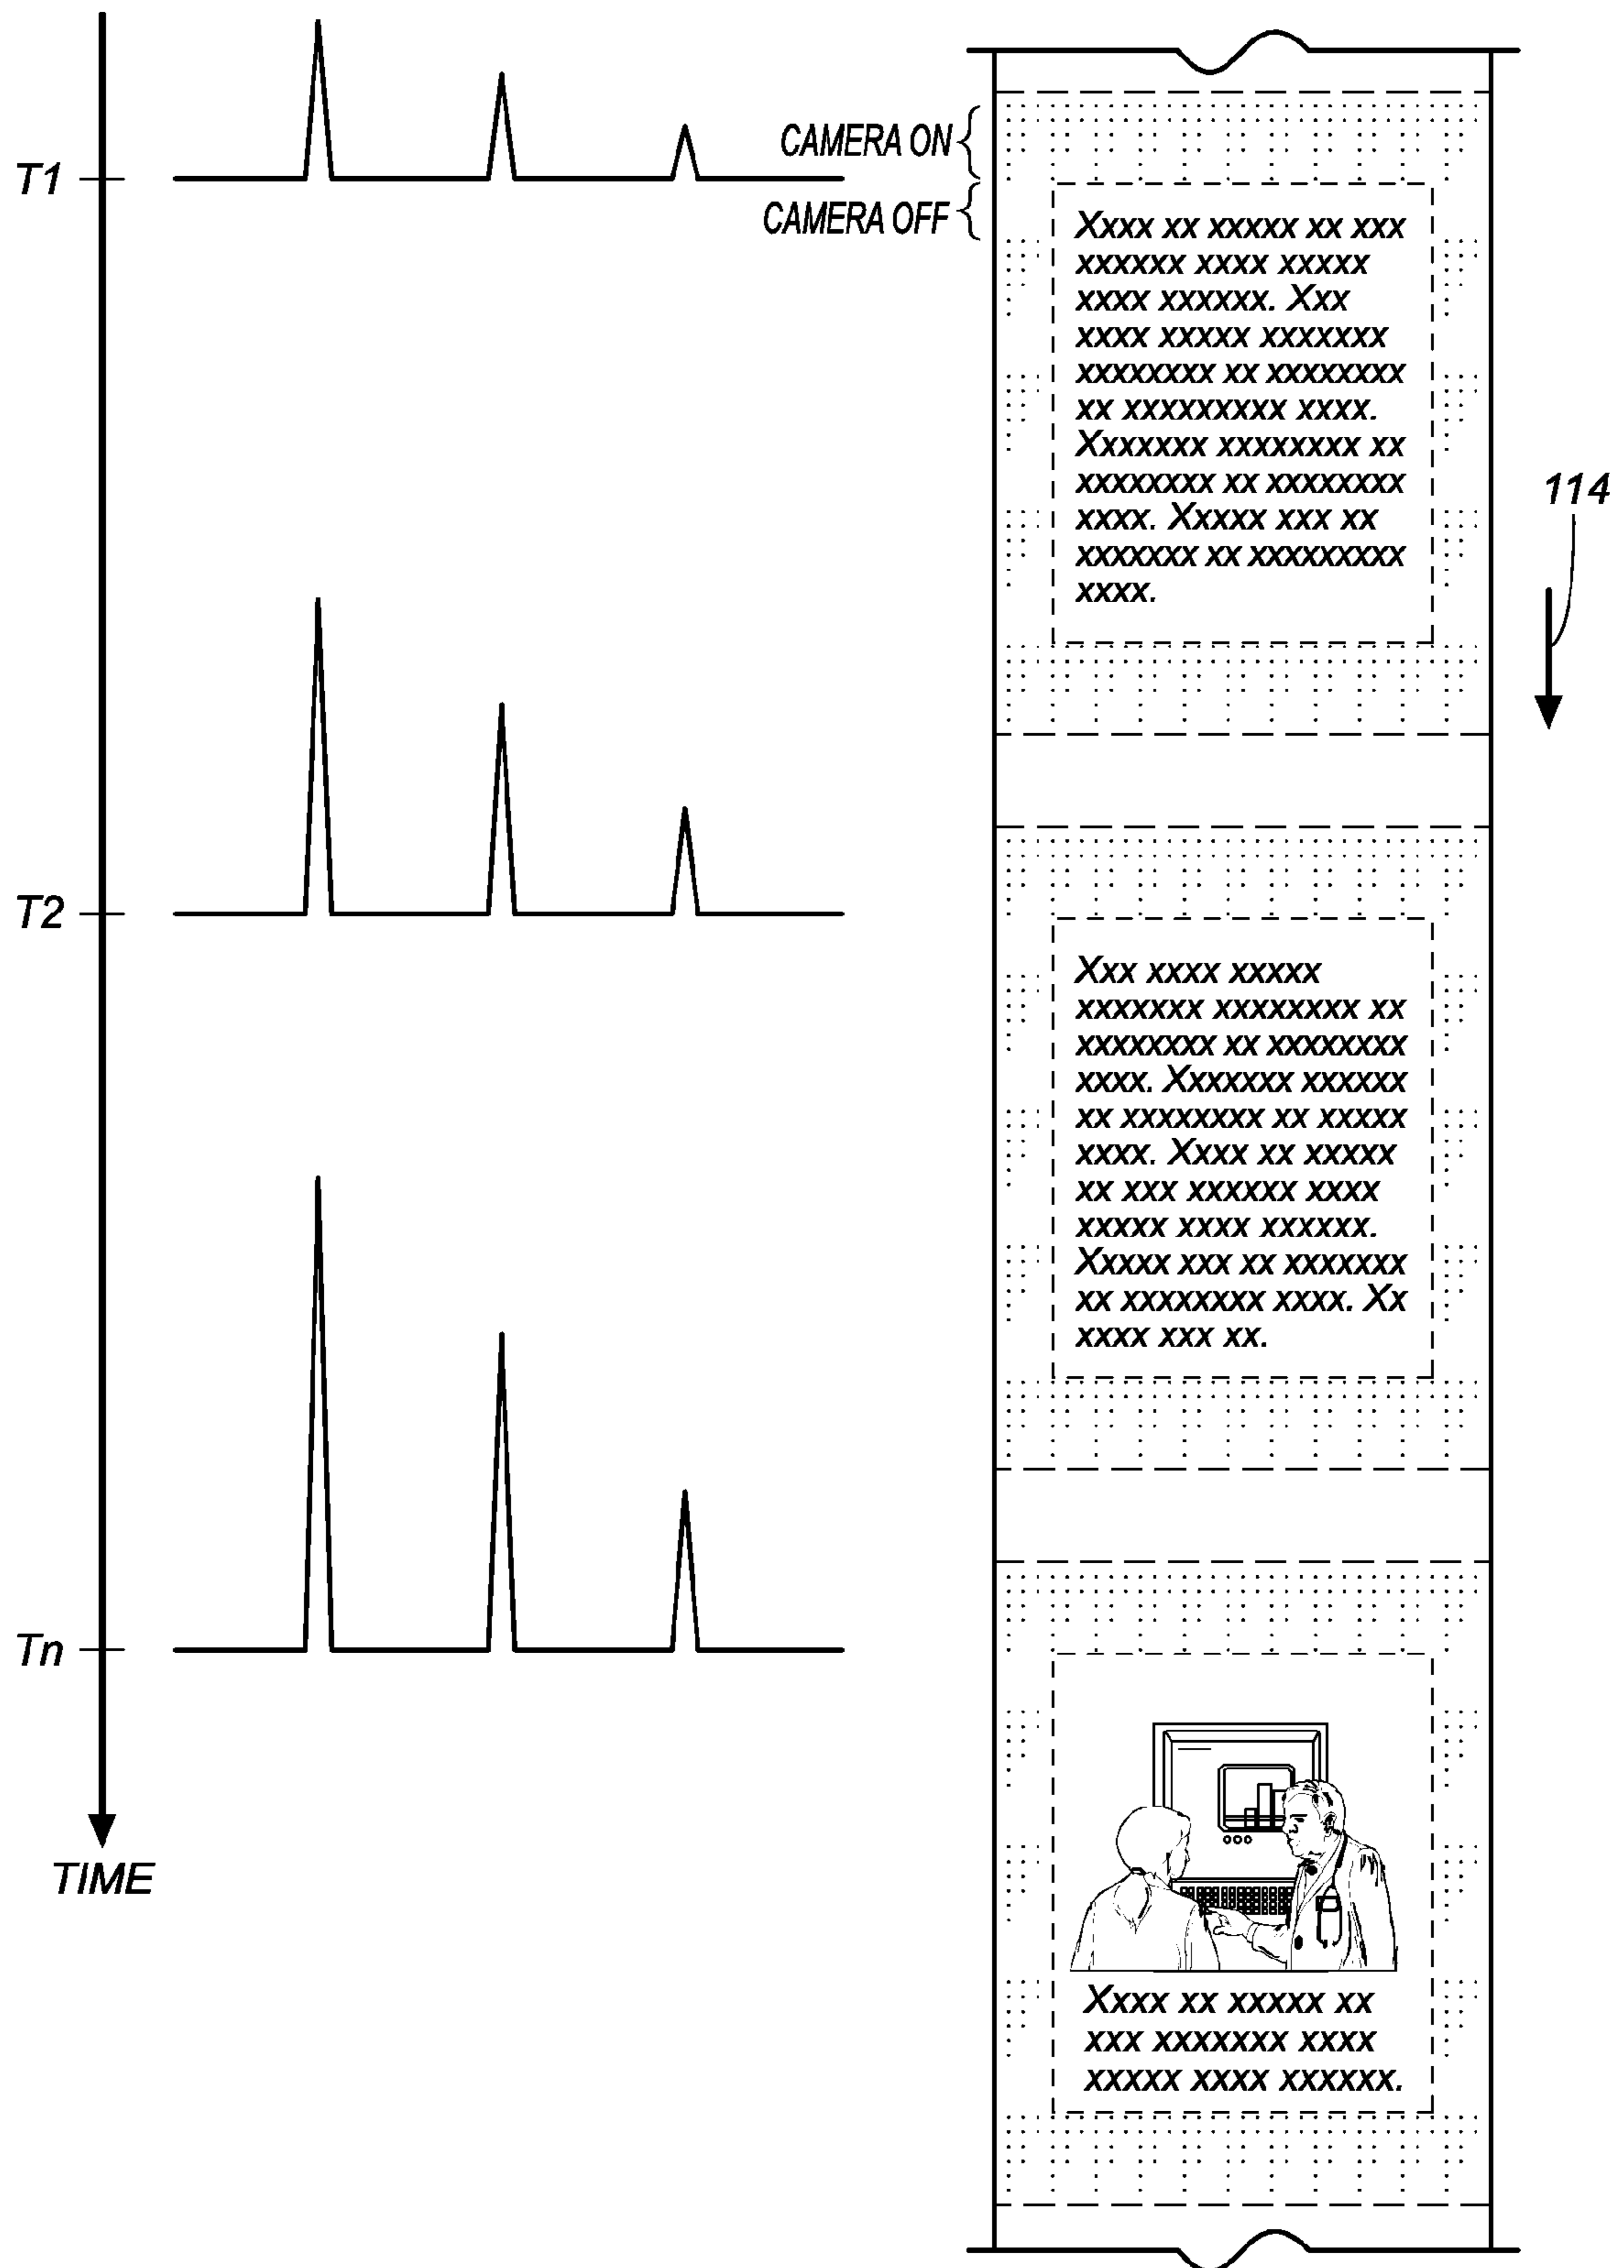 T1
CAMERA ON
CAMERA OFF
Xxxx xx xxxxx xx xxx
xxxxxx xxxx xxxxx
xxxx xxxxxx. Xxx
xxxx xxxxx xxxxxxx
xxxxxxxx xx xxxxxxxx
xx xxxxxxxxx xxxx.
Xxxxxxx xxxxxxxx xx
xxxxxxxx xx xxxxxxxx
xxxx. Xxxxx xxx xx
xxxxxxx xx xxxxxxxxx
xxxx.
114
T2
Xxx xxxx xxxxx
xxxxxxx xxxxxxxx xx
xxxxxxxx xx xxxxxxxx
xxxx. Xxxxxxx xxxxxx
xx xxxxxxxx xx xxxxx
xxxx. Xxxx xx xxxxx
xx xxx xxxxxx xxxx
xxxxx xxxx xxxxxx.
Xxxxx xxx xx xxxxxxx
xx xxxxxxxx xxxx. Xx
xxxx xxx xx.
Tn
TIME
Xxxx xx xxxxx xx
xxx xxxxxxx xxxx
xxxxx xxxx xxxxxx.